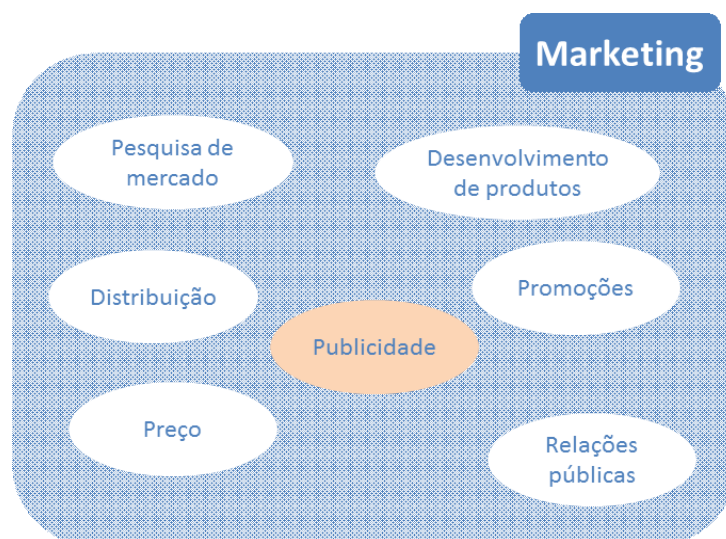 Marketing
Pesquisa de
mercado
Desenvolvimento
de produtos
Distribuição
Promoções
Publicidade
Preço
Relações
públicas